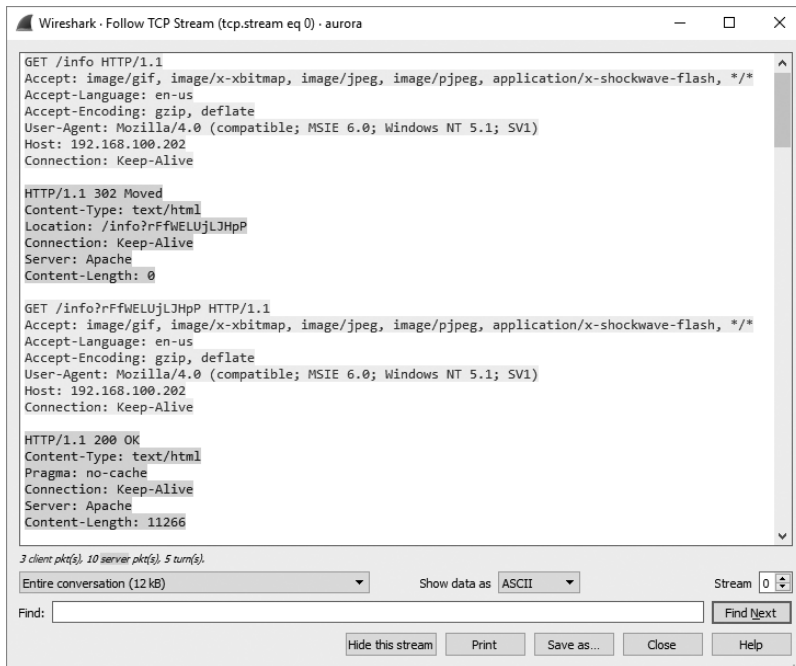 Wireshark · Follow TCP Stream (tcp.stream eq 0) · aurora
GET /info HTTP/1.1
Accept: image/gif, image/x-xbitmap, image/jpeg, image/pjpeg, application/x-shockwave-flash, */*
Accept-Language: en-us
Accept-Encoding: gzip, deflate
User-Agent: Mozilla/4.0 (compatible; MSIE 6.0; Windows NT 5.1; SV1)
Host: 192.168.100.202
Connection: Keep-Alive
HTTP/1.1 302 Moved
Content-Type: text/html
Location: /info?rFfWELUjLJHpP
Connection: Keep-Alive
Server: Apache
Content-Length: 0
GET /info?rFfWELUjLJHpP HTTP/1.1
Accept: image/gif, image/x-xbitmap, image/jpeg, image/pjpeg, application/x-shockwave-flash, */*
Accept-Language: en-us
Accept-Encoding: gzip, deflate
User-Agent: Mozilla/4.0 (compatible; MSIE 6.0; Windows NT 5.1; SV1)
Host: 192.168.100.202
Connection: Keep-Alive
HTTP/1.1 200 OK
Content-Type: text/html
Pragma: no-cache
Connection: Keep-Alive
Server: Apache
Content-Length: 11266
3 client pkt(s), 10 server pkt(s), 5 turn(s).
Entire conversation (12 kB) Show data as ASCII Stream 0
Find: Find Next
Hide this stream Print Save as... Close Help